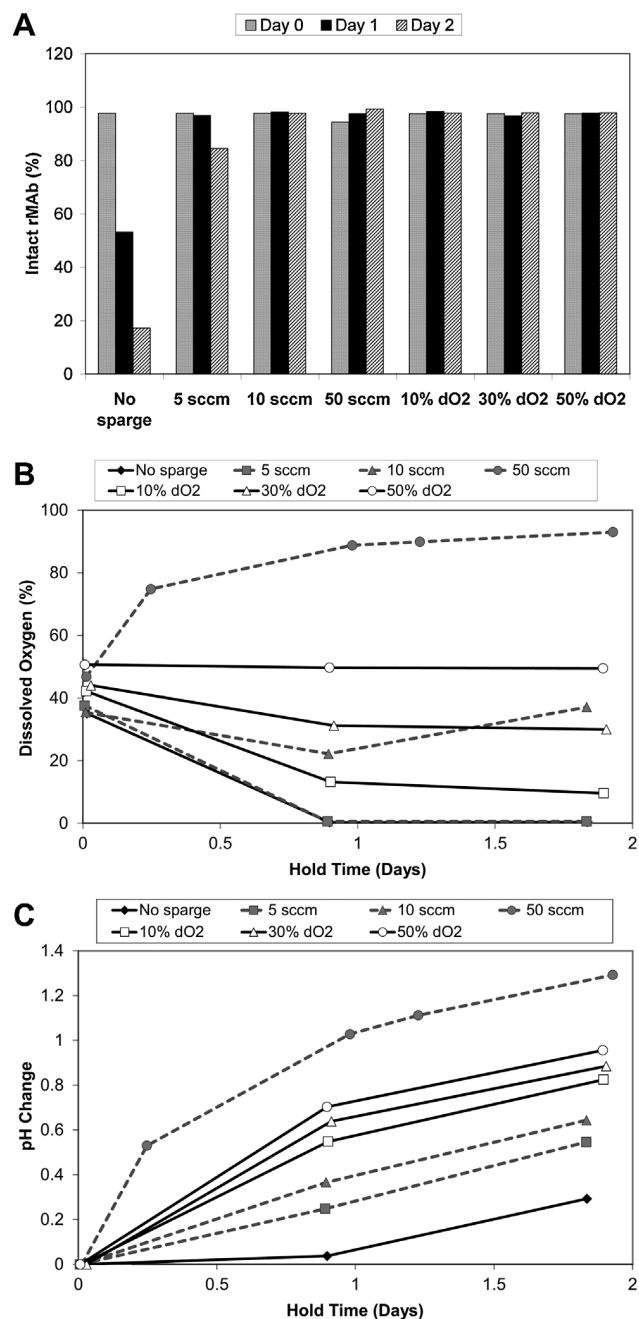 A
Day 0 Day 1 Day 2
120
100
80
60
40
20
0
Intact rMAb (%)
No sparge 5 sccm 10 sccm 50 sccm 10% dO2 30% dO2 50% dO2
B
No sparge 5 sccm 10 sccm 50 sccm
10% dO2 30% dO2 50% dO2
100
80
60
40
20
0
Dissolved Oxygen (%)
0 0.5 1 1.5 2
Hold Time (Days)
C
No sparge 5 sccm 10 sccm 50 sccm
10% dO2 30% dO2 50% dO2
1.4
1.2
1
0.8
0.6
0.4
0.2
0
pH Change
0 0.5 1 1.5 2
Hold Time (Days)